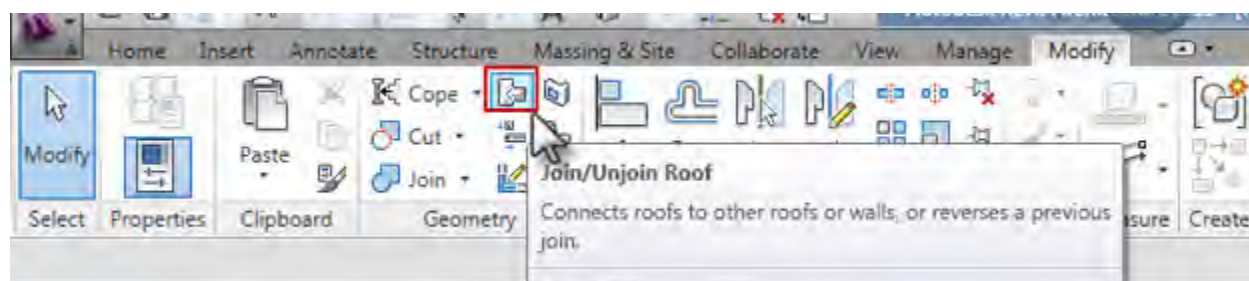 Home Insert Annotate Structure Massing & Site Collaborate View Manage Modify
Cope
Cut
Modify Paste
Join
Join/Unjoin Roof
Connects roofs to other roofs or walls, or reverses a previous
join.
Select Properties Clipboard Geometry Create